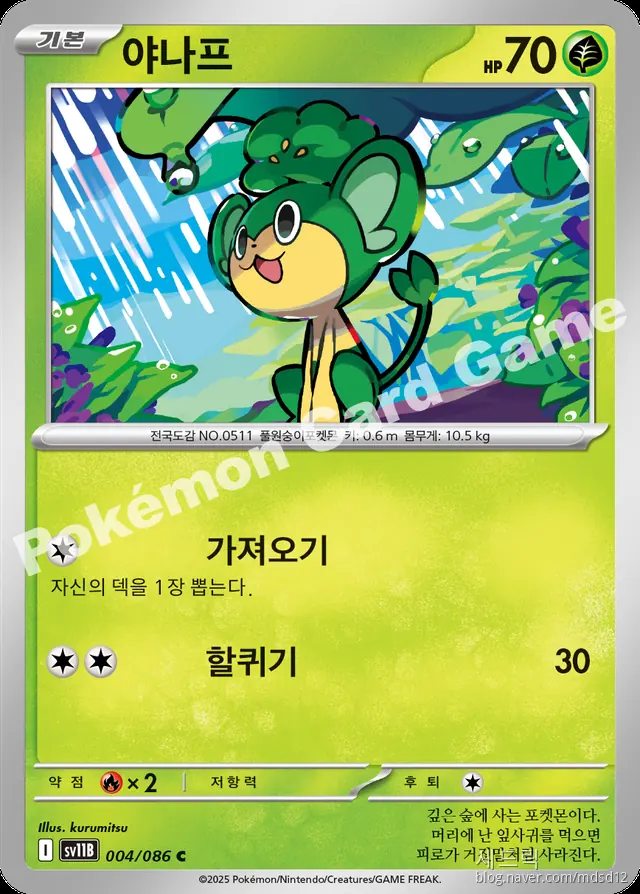 기본 야나프 HP 70
전국도감 NO.0511 풀원숭이포켓몬 키: 0.6 m 몸무게: 10.5 kg
Pokémon Card Game
가져오기
자신의 덱을 1장 뽑는다.
할퀴기 30
약점 ×2 저항력 후퇴
Illus. kurumitsu
I sv11B 004/086 C
깊은 숲에 사는 포켓몬이다.
머리에 난 잎사귀를 먹으면
피로가 거짓말처럼 사라진다.
©2025 Pokémon/Nintendo/Creatures/GAME FREAK.
blog.naver.com/mdsd12